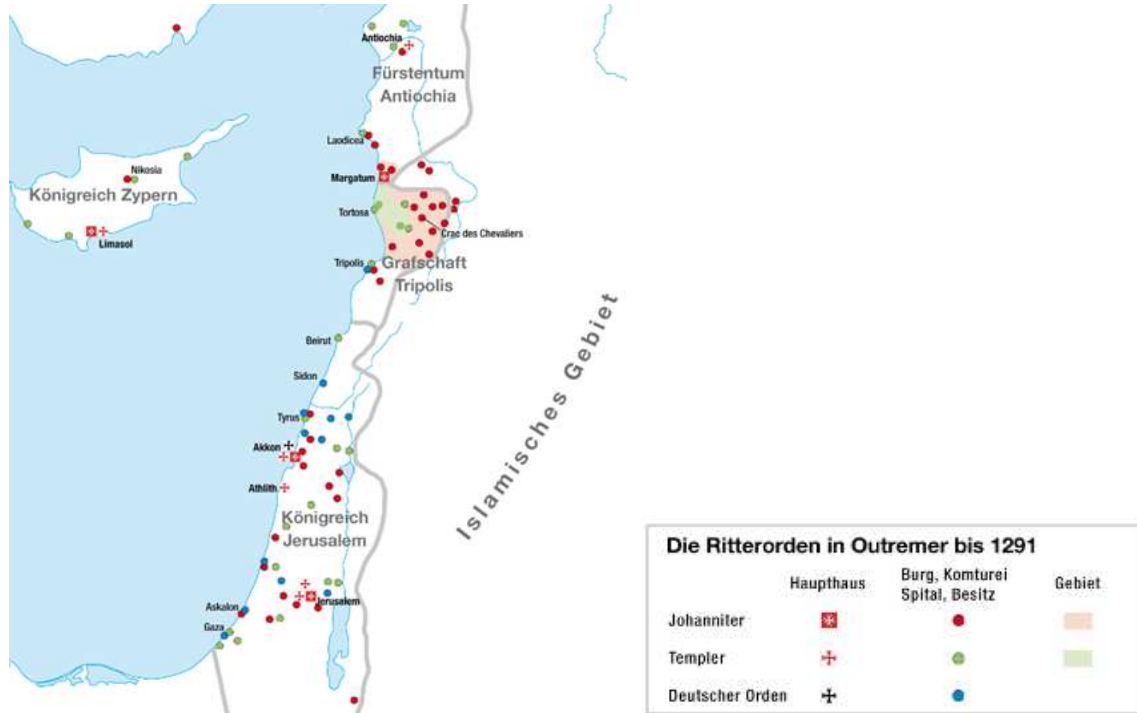 Antiochia
Fürstentum
Antiochia
Laodicea
Margatum
Nikosia
Königreich Zypern
Limasol
Tortosa
Crac des Chevaliers
Tripolis
Grafschaft
Tripolis
Beirut
Sidon
Islamisches Gebiet
Tyrus
Akkon
Athlith
Königreich
Jerusalem
Jerusalem
Askalon
Gaza
Die Ritterorden in Outremer bis 1291
Haupthaus
Burg, Komturei
Spital, Besitz
Gebiet
Johanniter
Templer
Deutscher Orden